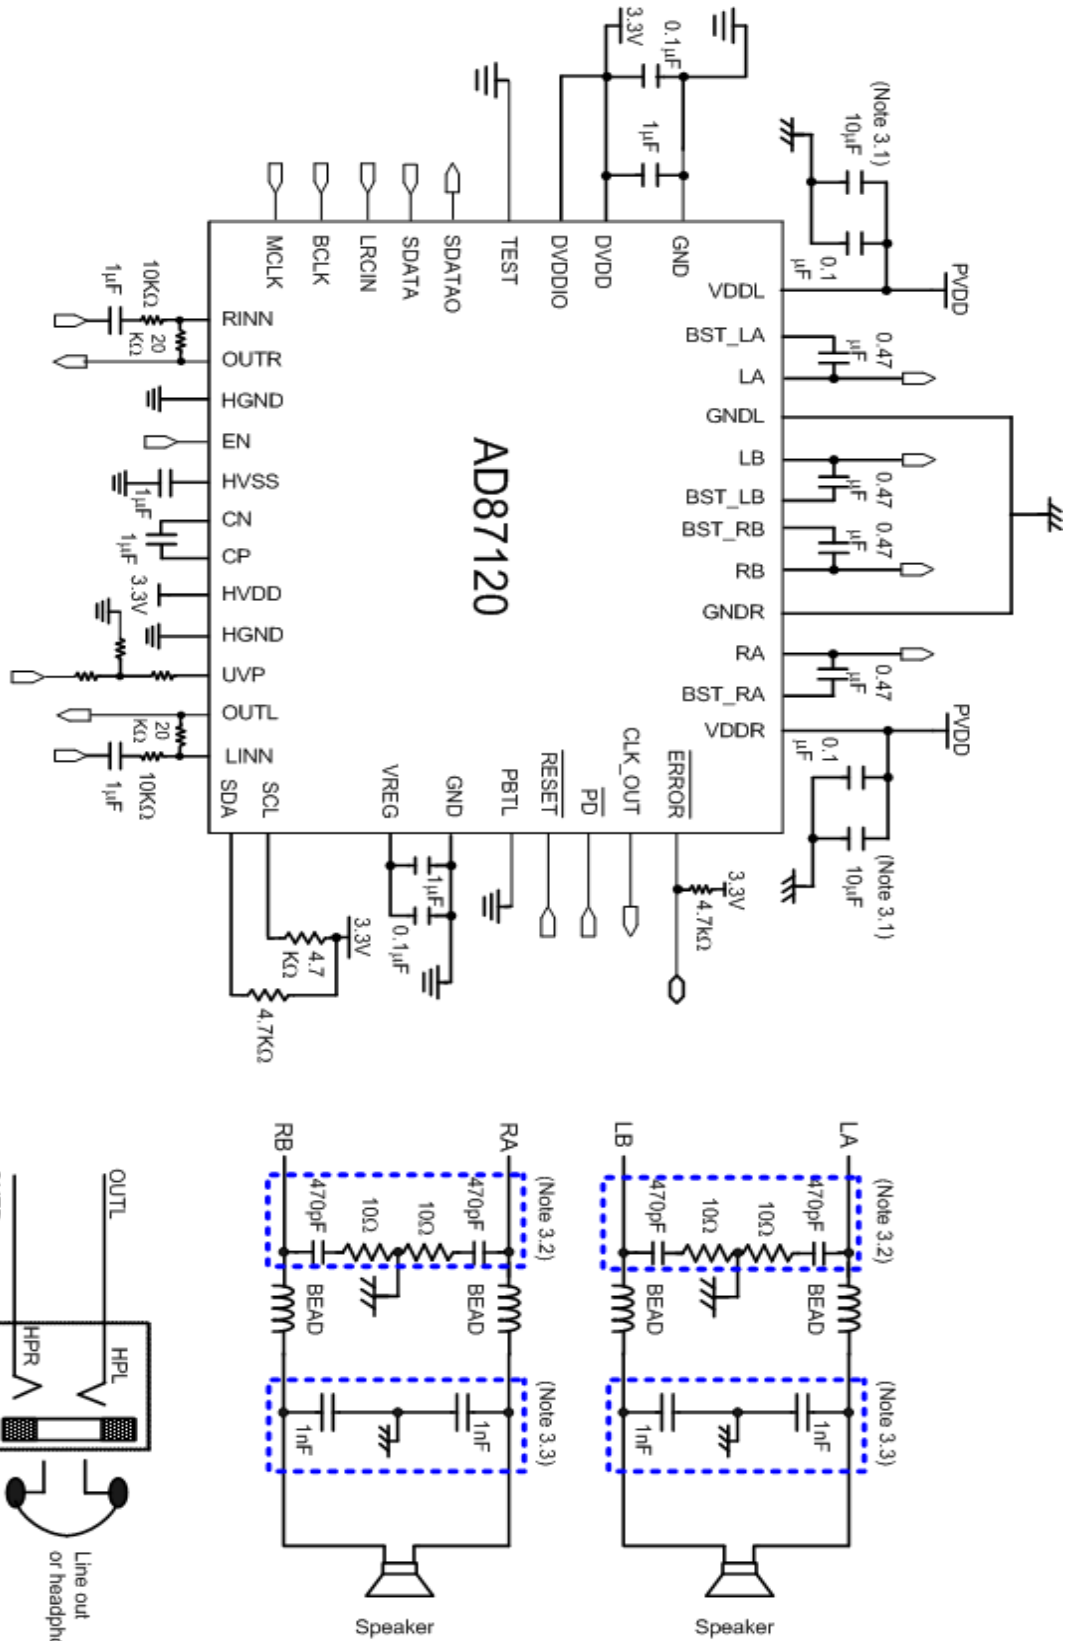 3.3V
0.1µF
1µF
(Note 3.1)
10µF
0.1
µF
PVDD
MCLK
BCLK
LRCIN
SDATA
SDATAO
TEST
DVDDIO
DVDD
GND
VDDL
BST_LA
LA
GNDL
LB
BST_LB
BST_RB
RB
GNDR
RA
BST_RA
VDDR
0.47
µF
0.47
µF
0.47
µF
0.47
µF
PVDD
0.1
µF
10µF
(Note 3.1)
AD87120
RINN
OUTR
HGND
EN
HVSS
CN
CP
HVDD
HGND
UVP
OUTL
LINN
1µF
10KΩ
20
KΩ
1µF
1µF
3.3V
20
KΩ
10KΩ
1µF
SDA
SCL
VREG
GND
PBTL
RESET
PD
CLK_OUT
ERROR
3.3V
4.7kΩ
1µF
0.1µF
3.3V
4.7
KΩ
4.7KΩ
LA
LB
(Note 3.2)
470pF
10Ω
10Ω
470pF
BEAD
BEAD
(Note 3.3)
1nF
1nF
Speaker
RA
RB
(Note 3.2)
470pF
10Ω
10Ω
470pF
BEAD
BEAD
(Note 3.3)
1nF
1nF
Speaker
OUTL
HPL
HPR
Line out